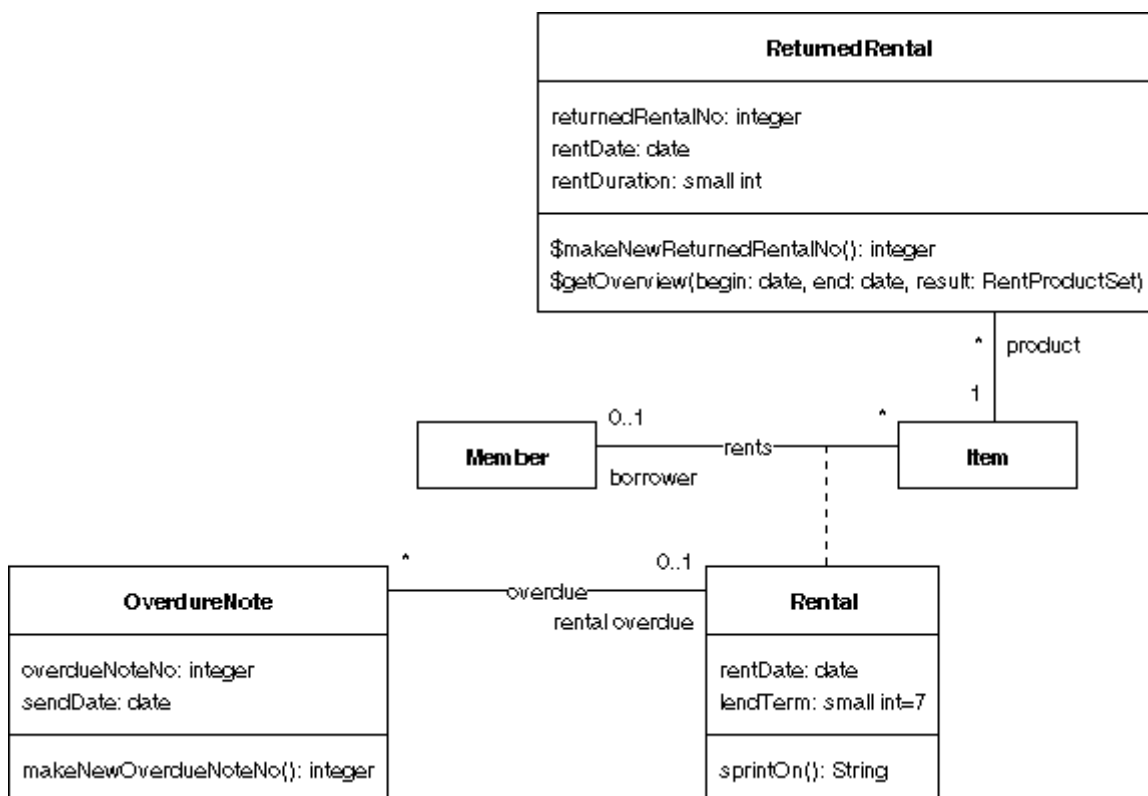 ReturnedRental
returnedRentalNo: integer
rentDate: date
rentDuration: small int
$makeNewReturnedRentalNo(): integer
$getOverview(begin: date, end: date, result: RentProductSet)
* product
1
0..1 *
Member rents Item
borrower
* 0..1
overdue
rental overdue
OverdureNote
overdueNoteNo: integer
sendDate: date
makeNewOverdueNoteNo(): integer
Rental
rentDate: date
lendTerm: small int=7
sprintOn(): String